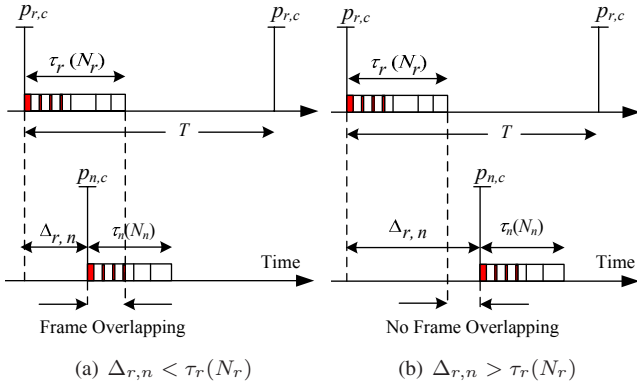 p_{r,c}
p_{r,c}
τ_r (N_r)
T
p_{n,c}
Δ_{r, n}
τ_n(N_n)
Time
Frame Overlapping
(a) Δ_{r,n} < τ_r(N_r)
p_{r,c}
p_{r,c}
τ_r (N_r)
T
p_{n,c}
Δ_{r, n}
τ_n(N_n)
Time
No Frame Overlapping
(b) Δ_{r,n} > τ_r(N_r)